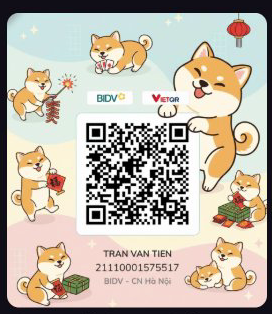 BIDV VIETQR
TRAN VAN TIEN
21110001575517
BIDV - CN Hà Nội